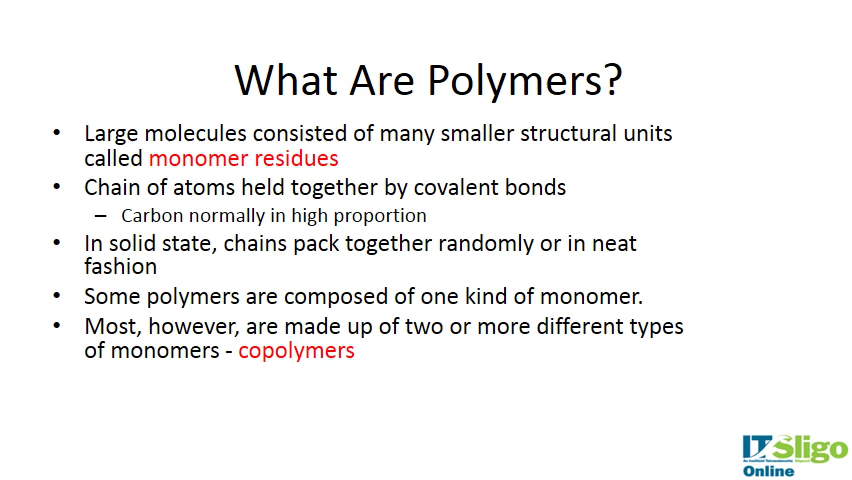 What Are Polymers?
• Large molecules consisted of many smaller structural units
called monomer residues
• Chain of atoms held together by covalent bonds
– Carbon normally in high proportion
• In solid state, chains pack together randomly or in neat
fashion
• Some polymers are composed of one kind of monomer.
• Most, however, are made up of two or more different types
of monomers - copolymers
ITSligo
Online